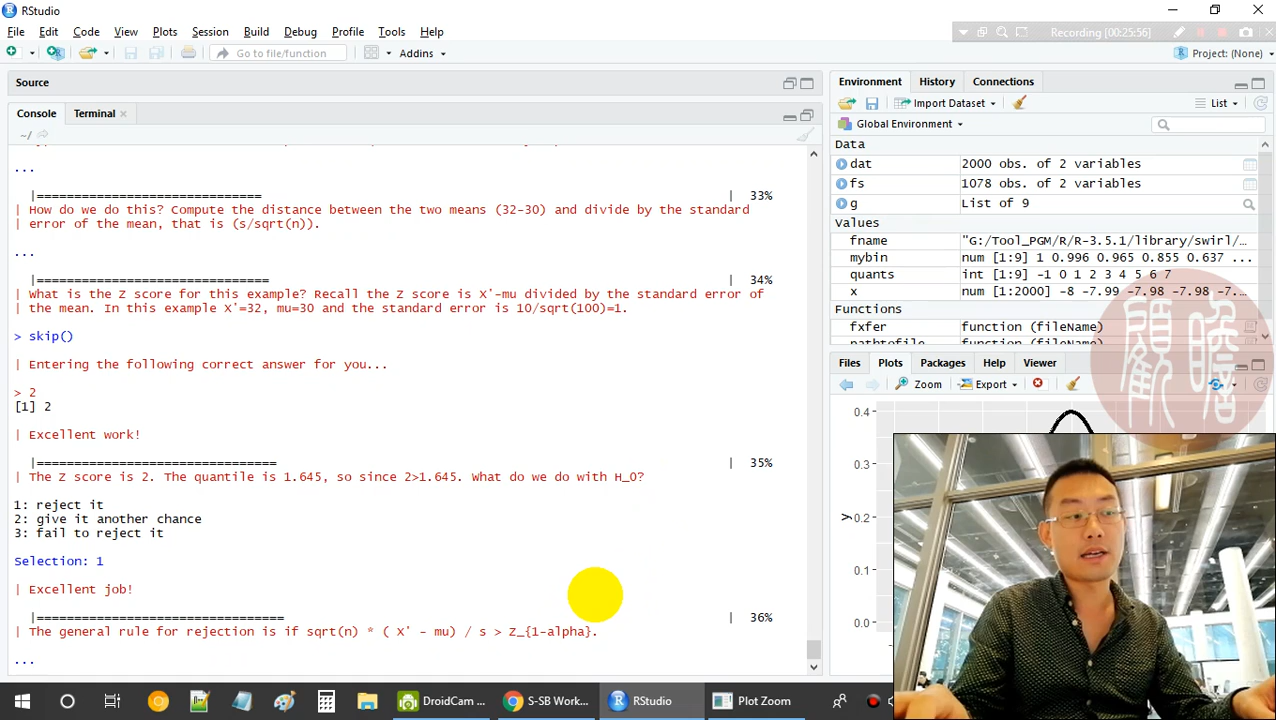 RStudio
File Edit Code View Plots Session Build Debug Profile Tools Help
Recording [00:25:56]
Go to file/function
Addins
Project: (None)
Source
Console Terminal
~/
...
|============================== | 33%
| How do we do this? Compute the distance between the two means (32-30) and divide by the standard
error of the mean, that is (s/sqrt(n)).
...
|=============================== | 34%
| What is the Z score for this example? Recall the Z score is X'-mu divided by the standard error of
the mean. In this example X'=32, mu=30 and the standard error is 10/sqrt(100)=1.
> skip()
| Entering the following correct answer for you...
> 2
[1] 2
| Excellent work!
|================================ | 35%
| The Z score is 2. The quantile is 1.645, so since 2>1.645. What do we do with H_0?
1: reject it
2: give it another chance
3: fail to reject it
Selection: 1
| Excellent job!
|================================= | 36%
| The general rule for rejection is if sqrt(n) * ( X' - mu) / s > Z_{1-alpha}.
...
Environment History Connections
Import Dataset
List
Global Environment
Data
dat 2000 obs. of 2 variables
fs 1078 obs. of 2 variables
g List of 9
Values
fname "G:/Tool_PGM/R/R-3.5.1/library/swirl/…
mybin num [1:9] 1 0.996 0.965 0.855 0.637 ...
quants int [1:9] -1 0 1 2 3 4 5 6 7
x num [1:2000] -8 -7.99 -7.98 -7.98 -7…
Functions
fxfer function (fileName)
Files Plots Packages Help Viewer
Zoom Export
0.4
0.3
0.2
0.1
0.0
y
DroidCam ...
S-SB Work...
RStudio
Plot Zoom